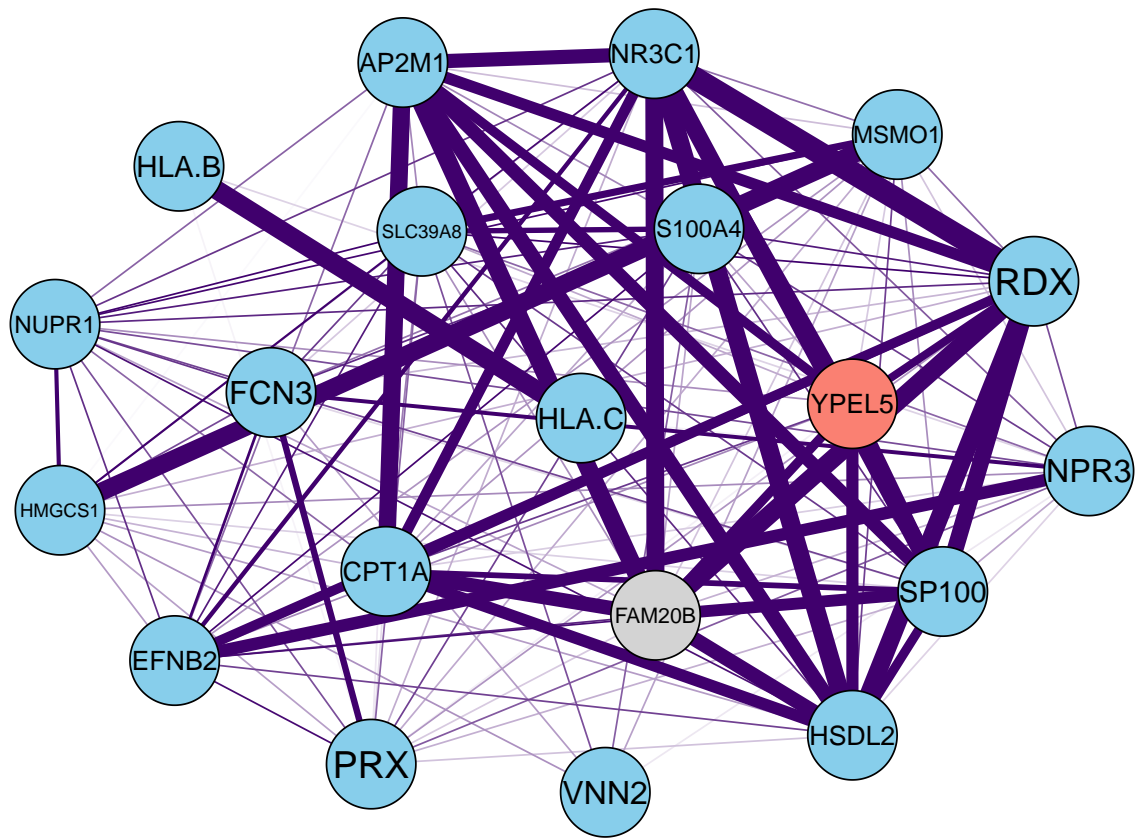 NR3C1
AP2M1
MSMO1
HLA.B
SLC39A8
S100A4
RDX
NUPR1
FCN3
YPEL5
HLA.C
NPR3
HMGCS1
CPT1A
SP100
FAM20B
EFNB2
HSDL2
PRX
VNN2